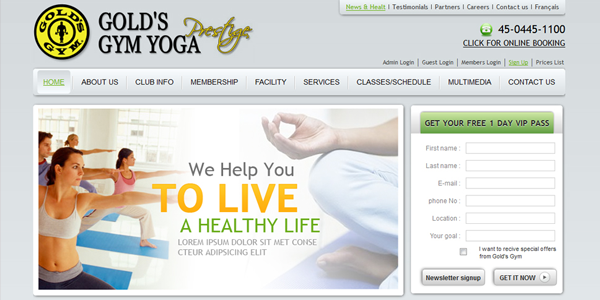 News & Healt | Testimonials | Partners | Careers | Contact us | Français
GOLD'S GYM
GOLD'S
GYM YOGA
Prestige
45-0445-1100
CLICK FOR ONLINE BOOKING
Admin Login | Guest Login | Members Login | Sign Up | Prices List
HOME ABOUT US CLUB INFO MEMBERSHIP FACILITY SERVICES CLASSES/SCHEDULE MULTIMEDIA CONTACT US
We Help You
TO LIVE
A HEALTHY LIFE
LOREM IPSUM DOLOR SIT MET CONSE
CTEUR ADIPSICING ELIT
GET YOUR FREE 1 DAY VIP PASS
First name :
Last name :
E-mail :
phone No :
Location :
Your goal :
I want to recive special offers
from Gold's Gym
Newsletter signup GET IT NOW